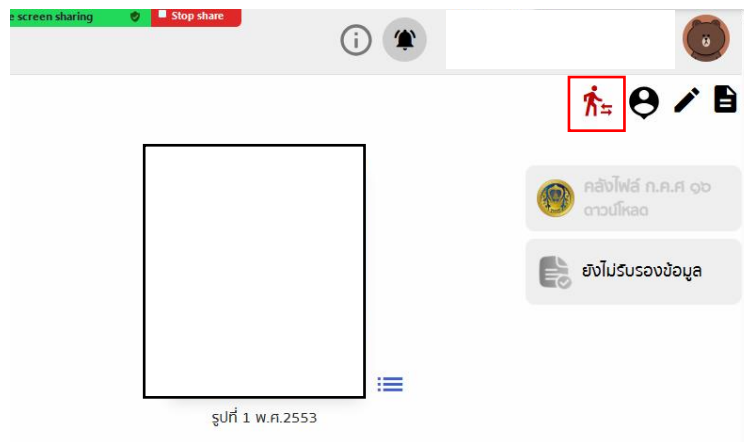 e screen sharing
Stop share
คลังไฟล์ ก.ค.ศ ๑๖
ดาวน์โหลด
ยังไม่รับรองข้อมูล
รูปที่ 1 พ.ศ.2553